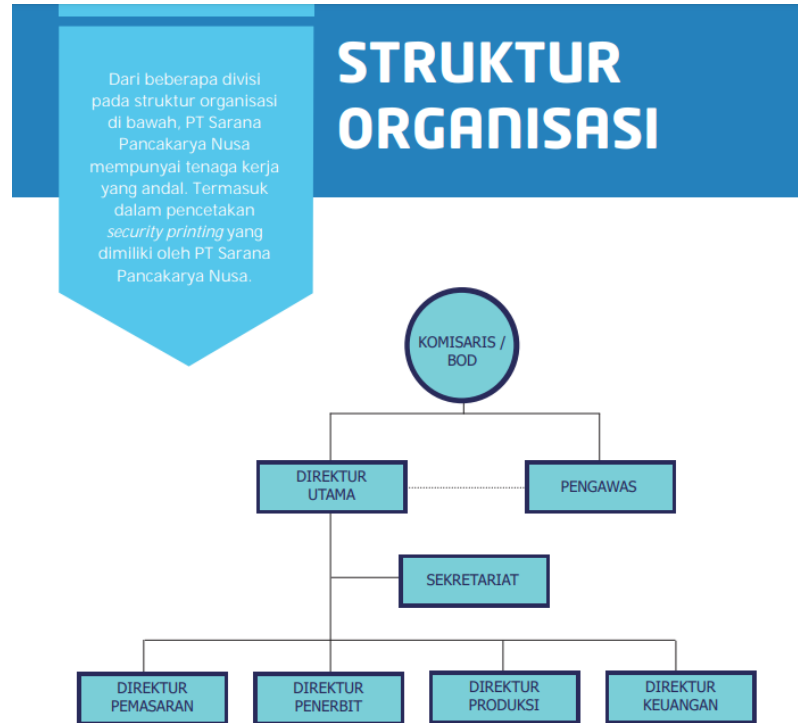 STRUKTUR
ORGANISASI
Dari beberapa divisi
pada struktur organisasi
di bawah, PT Sarana
Pancakarya Nusa
mempunyai tenaga kerja
yang andal. Termasuk
dalam pencetakan
security printing yang
dimiliki oleh PT Sarana
Pancakarya Nusa.
KOMISARIS /
BOD
DIREKTUR
UTAMA
PENGAWAS
SEKRETARIAT
DIREKTUR
PEMASARAN
DIREKTUR
PENERBIT
DIREKTUR
PRODUKSI
DIREKTUR
KEUANGAN